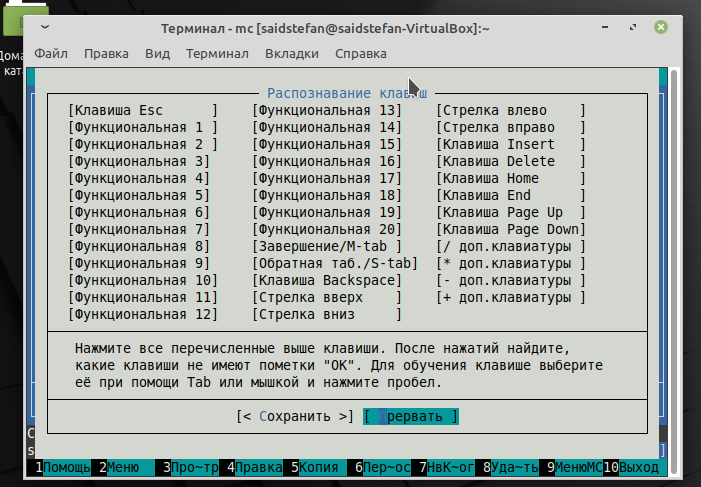 Терминал - mc [saidstefan@saidstefan-VirtualBox]:~
Файл Правка Вид Терминал Вкладки Справка
Распознавание клавиш
[Клавиша Esc ] [Функциональная 13] [Стрелка влево ]
[Функциональная 1 ] [Функциональная 14] [Стрелка вправо ]
[Функциональная 2 ] [Функциональная 15] [Клавиша Insert ]
[Функциональная 3] [Функциональная 16] [Клавиша Delete ]
[Функциональная 4] [Функциональная 17] [Клавиша Home ]
[Функциональная 5] [Функциональная 18] [Клавиша End ]
[Функциональная 6] [Функциональная 19] [Клавиша Page Up ]
[Функциональная 7] [Функциональная 20] [Клавиша Page Down]
[Функциональная 8] [Завершение/M-tab ] [/ доп.клавиатуры ]
[Функциональная 9] [Обратная таб./S-tab] [* доп.клавиатуры ]
[Функциональная 10] [Клавиша Backspace] [- доп.клавиатуры ]
[Функциональная 11] [Стрелка вверх ] [+ доп.клавиатуры ]
[Функциональная 12] [Стрелка вниз ]
Нажмите все перечисленные выше клавиши. После нажатий найдите,
какие клавиши не имеют пометки "OK". Для обучения клавише выберите
её при помощи Tab или мышкой и нажмите пробел.
[< Сохранить >] [ Прервать ]
1Помощь 2Меню 3Про~тр 4Правка 5Копия 6Пер~ос 7НвК~ог 8Уда~ть 9МенюMC 10Выход